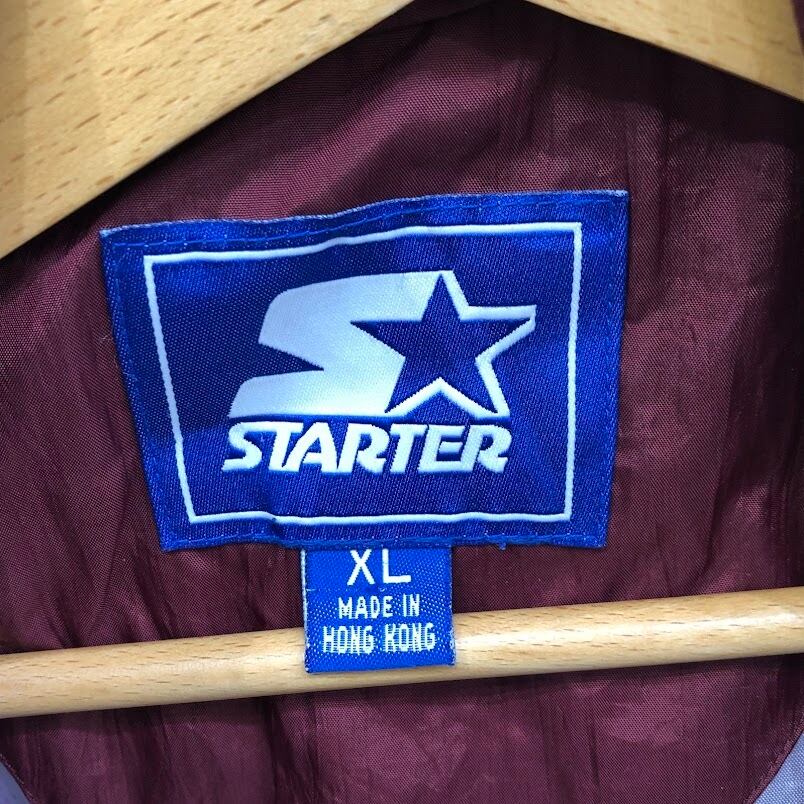 STARTER
XL
MADE IN
HONG KONG